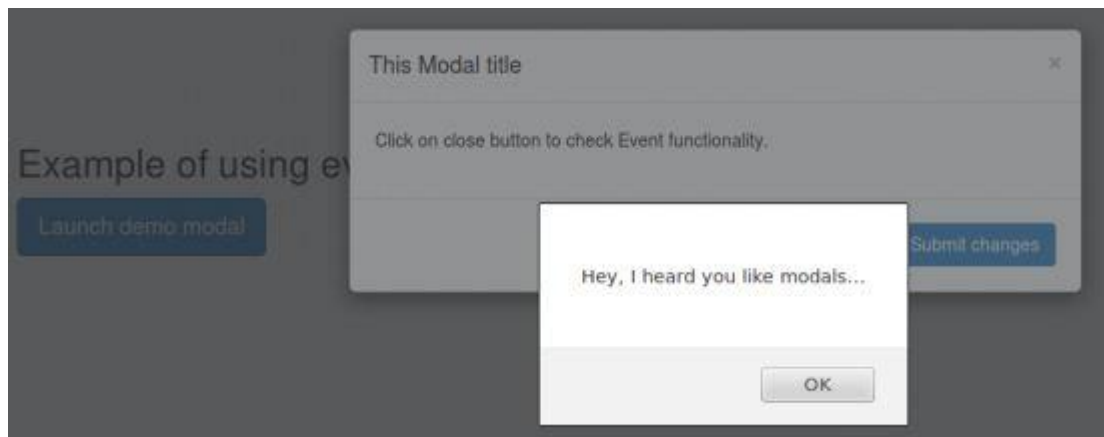 This Modal title
×
Click on close button to check Event functionality.
Example of using ev
Launch demo modal
Submit changes
Hey, I heard you like modals...
OK